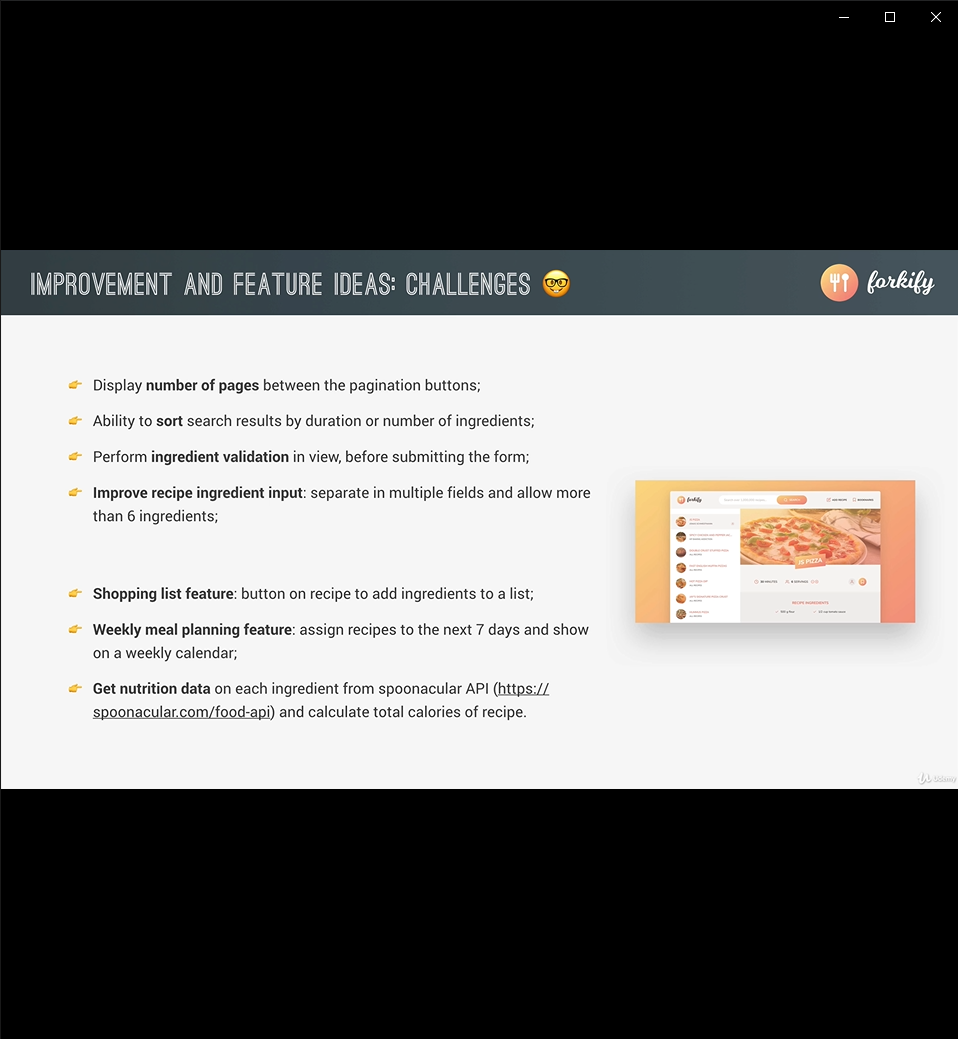 IMPROVEMENT AND FEATURE IDEAS: CHALLENGES 🤓
forkify
👉 Display number of pages between the pagination buttons;
👉 Ability to sort search results by duration or number of ingredients;
👉 Perform ingredient validation in view, before submitting the form;
👉 Improve recipe ingredient input: separate in multiple fields and allow more
than 6 ingredients;
👉 Shopping list feature: button on recipe to add ingredients to a list;
👉 Weekly meal planning feature: assign recipes to the next 7 days and show
on a weekly calendar;
👉 Get nutrition data on each ingredient from spoonacular API (https://
spoonacular.com/food-api) and calculate total calories of recipe.
forkify
IS PIZZA
RECIPE INGREDIENTS
Udemy